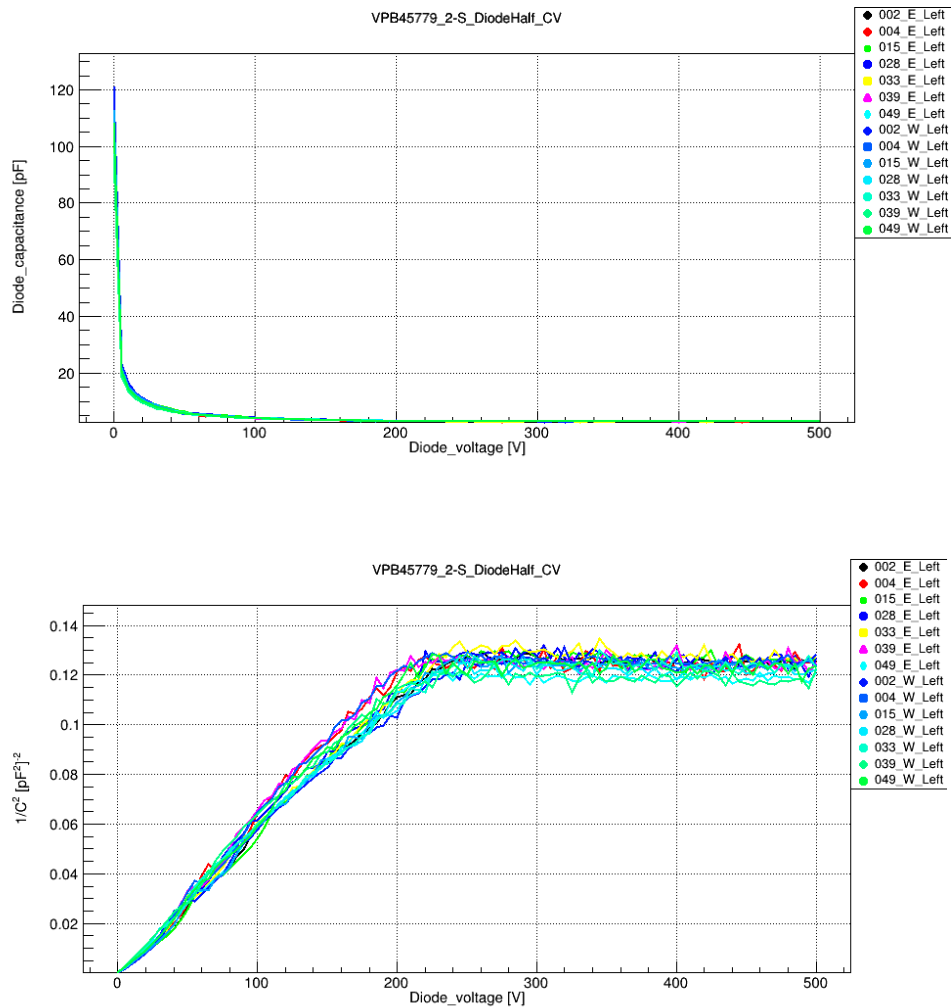 VPB45779_2-S_DiodeHalf_CV
002_E_Left
004_E_Left
015_E_Left
028_E_Left
033_E_Left
039_E_Left
049_E_Left
002_W_Left
004_W_Left
015_W_Left
028_W_Left
033_W_Left
039_W_Left
049_W_Left
Diode_capacitance [pF]
120
100
80
60
40
20
0 100 200 300 400 500
Diode_voltage [V]
VPB45779_2-S_DiodeHalf_CV
002_E_Left
004_E_Left
015_E_Left
028_E_Left
033_E_Left
039_E_Left
049_E_Left
002_W_Left
004_W_Left
015_W_Left
028_W_Left
033_W_Left
039_W_Left
049_W_Left
1/C² [pF²]⁻²
0.14
0.12
0.1
0.08
0.06
0.04
0.02
0 100 200 300 400 500
Diode_voltage [V]